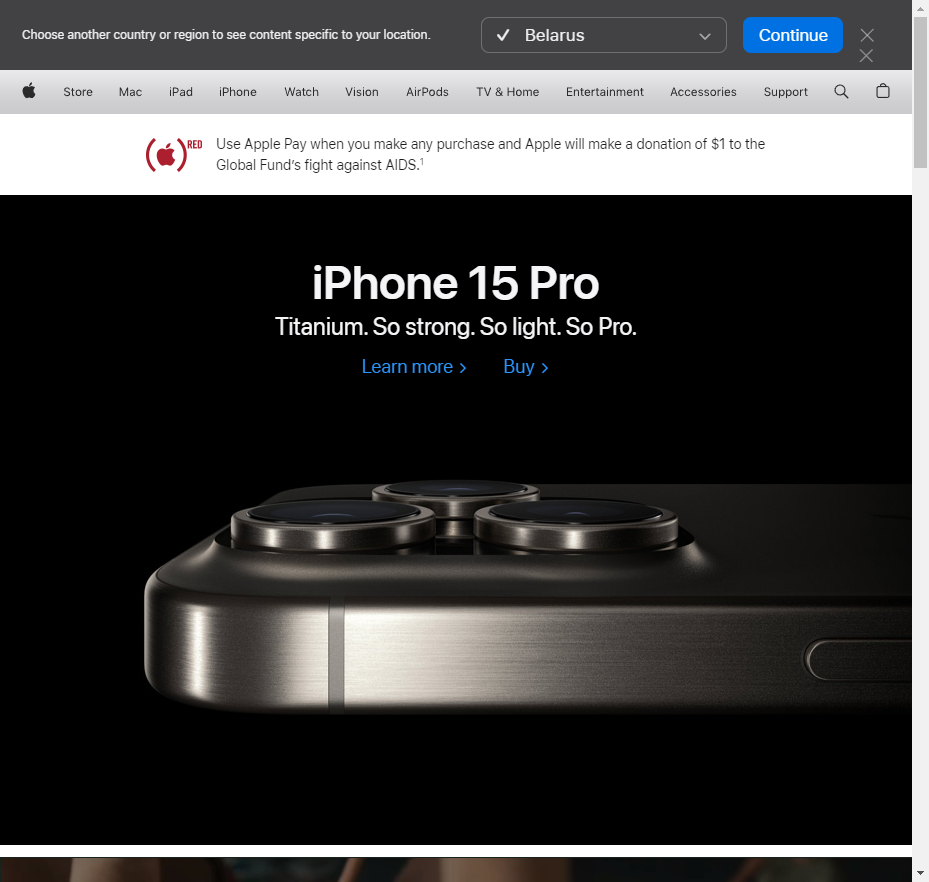 Choose another country or region to see content specific to your location.
Belarus
Continue
Store Mac iPad iPhone Watch Vision AirPods TV & Home Entertainment Accessories Support
RED
Use Apple Pay when you make any purchase and Apple will make a donation of $1 to the
Global Fund’s fight against AIDS.¹
iPhone 15 Pro
Titanium. So strong. So light. So Pro.
Learn more > Buy >